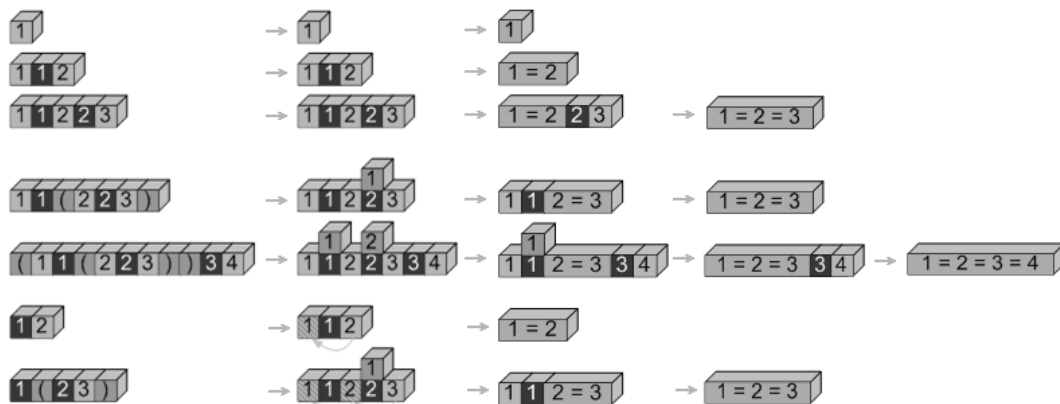 1 → 1 → 1
1 1 2 → 1 1 2 → 1 = 2
1 1 2 2 3 → 1 1 2 2 3 → 1 = 2 2 3 → 1 = 2 = 3
1
1 1 ( 2 2 3 ) → 1 1 2 2 3 → 1 1 2 = 3 → 1 = 2 = 3
1 2 1
( 1 1 ( 2 2 3 ) ) 3 4 → 1 1 2 2 3 3 4 → 1 1 2 = 3 3 4 → 1 = 2 = 3 3 4 → 1 = 2 = 3 = 4
1 2 → 1 1 2 → 1 = 2
1
1 ( 2 3 ) → 1 1 2 2 3 → 1 1 2 = 3 → 1 = 2 = 3